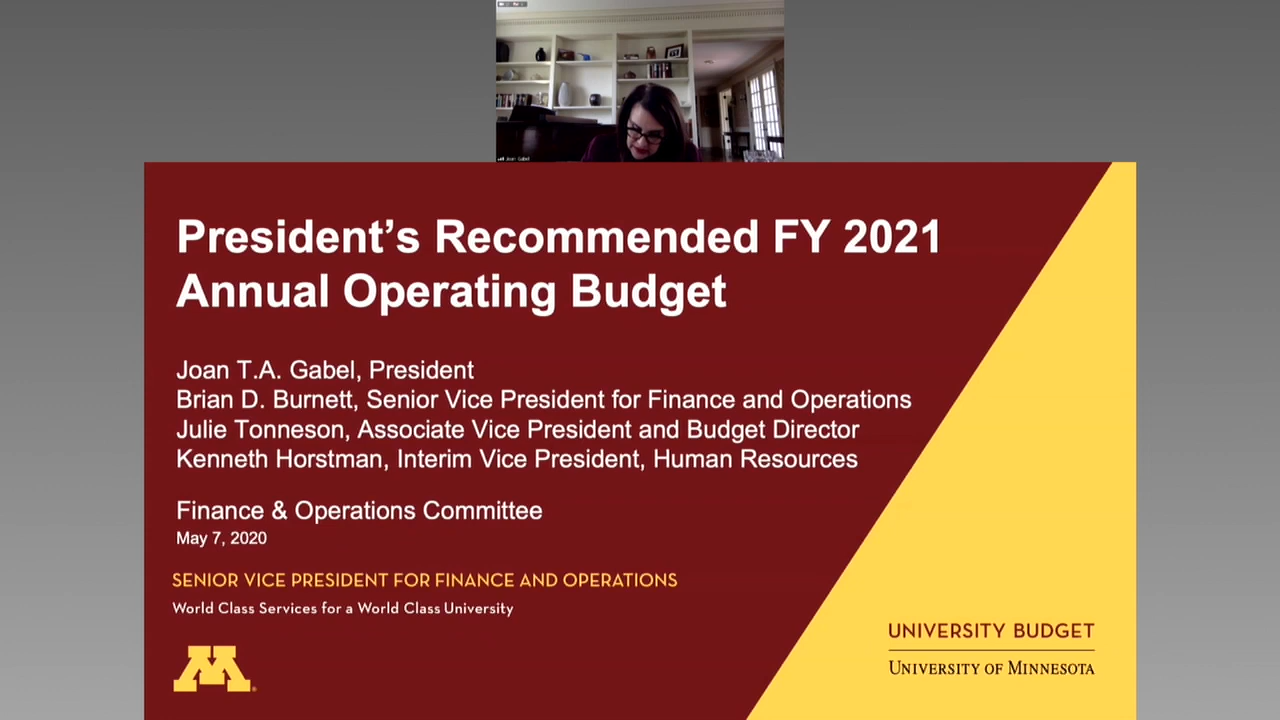 Joan Gabel
President's Recommended FY 2021
Annual Operating Budget
Joan T.A. Gabel, President
Brian D. Burnett, Senior Vice President for Finance and Operations
Julie Tonneson, Associate Vice President and Budget Director
Kenneth Horstman, Interim Vice President, Human Resources
Finance & Operations Committee
May 7, 2020
SENIOR VICE PRESIDENT FOR FINANCE AND OPERATIONS
World Class Services for a World Class University
M
UNIVERSITY BUDGET
UNIVERSITY OF MINNESOTA